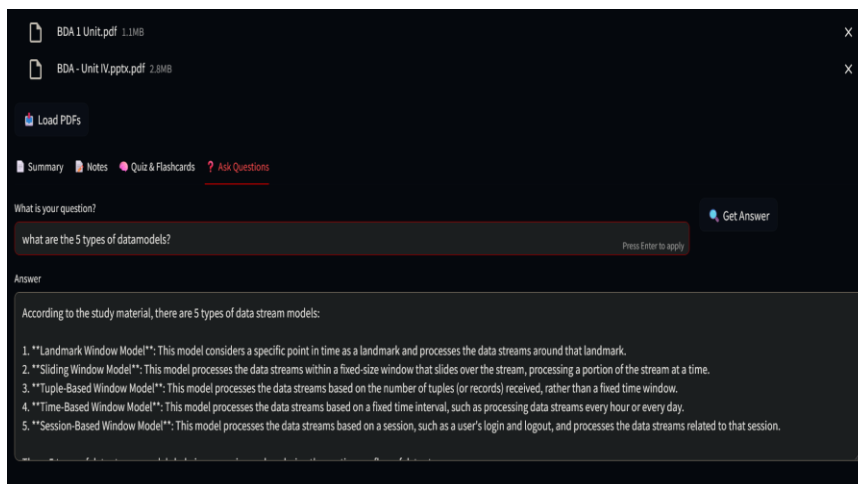 BDA 1 Unit.pdf 1.1MB X
BDA - Unit IV.pptx.pdf 2.8MB X
Load PDFs
Summary Notes Quiz & Flashcards ? Ask Questions
What is your question?
Get Answer
what are the 5 types of datamodels?
Press Enter to apply
Answer
According to the study material, there are 5 types of data stream models:
1. **Landmark Window Model**: This model considers a specific point in time as a landmark and processes the data streams around that landmark.
2. **Sliding Window Model**: This model processes the data streams within a fixed-size window that slides over the stream, processing a portion of the stream at a time.
3. **Tuple-Based Window Model**: This model processes the data streams based on the number of tuples (or records) received, rather than a fixed time window.
4. **Time-Based Window Model**: This model processes the data streams based on a fixed time interval, such as processing data streams every hour or every day.
5. **Session-Based Window Model**: This model processes the data streams based on a session, such as a user's login and logout, and processes the data streams related to that session.